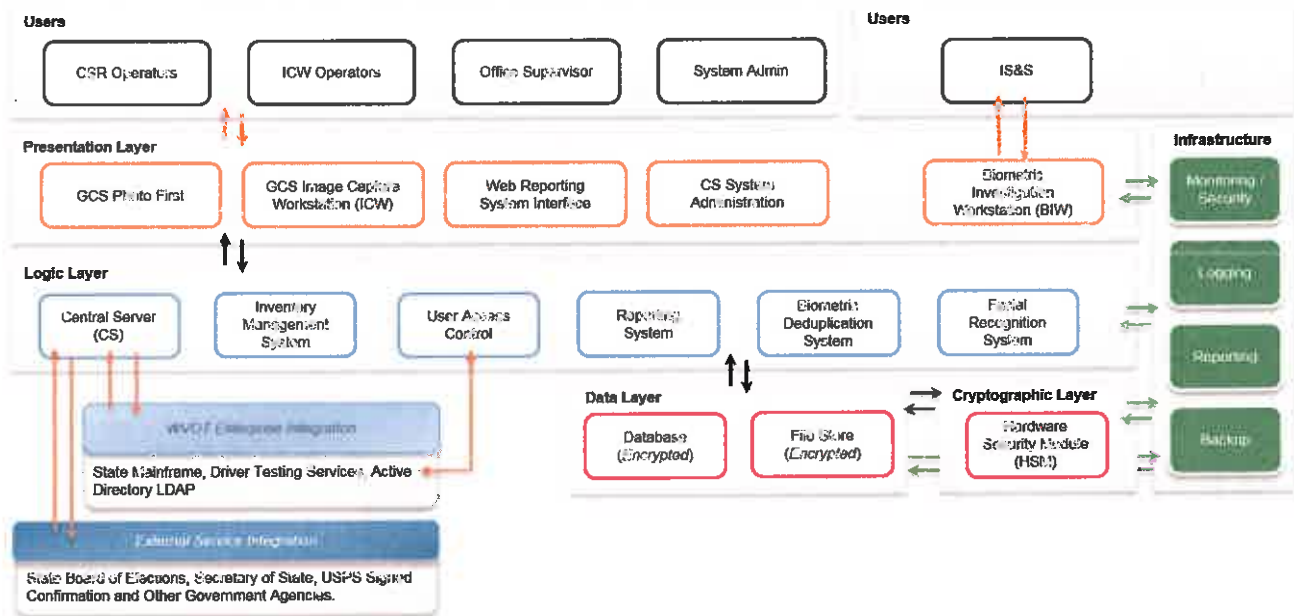 Users
Users
CSR Operators
ICW Operators
Office Supervisor
System Admin
IS&S
Presentation Layer
Infrastructure
GCS Photo First
GCS Image Capture
Workstation (ICW)
Web Reporting
System Interface
CS System
Administration
Biometric
Investigation
Workstation (BIW)
Monitoring /
Security
Logic Layer
Logging
Central Server
(CS)
Inventory
Management
System
User Access
Control
Reporting
System
Biometric
Deduplication
System
Facial
Recognition
System
Reporting
Data Layer
Cryptographic Layer
WVOT Enterprise Integration
Database
(Encrypted)
File Store
(Encrypted)
Hardware
Security Module
(HSM)
Backup
State Mainframe, Driver Testing Services, Active
Directory LDAP
External Service Integration
State Board of Elections, Secretary of State, USPS Signed
Confirmation and Other Government Agencies.